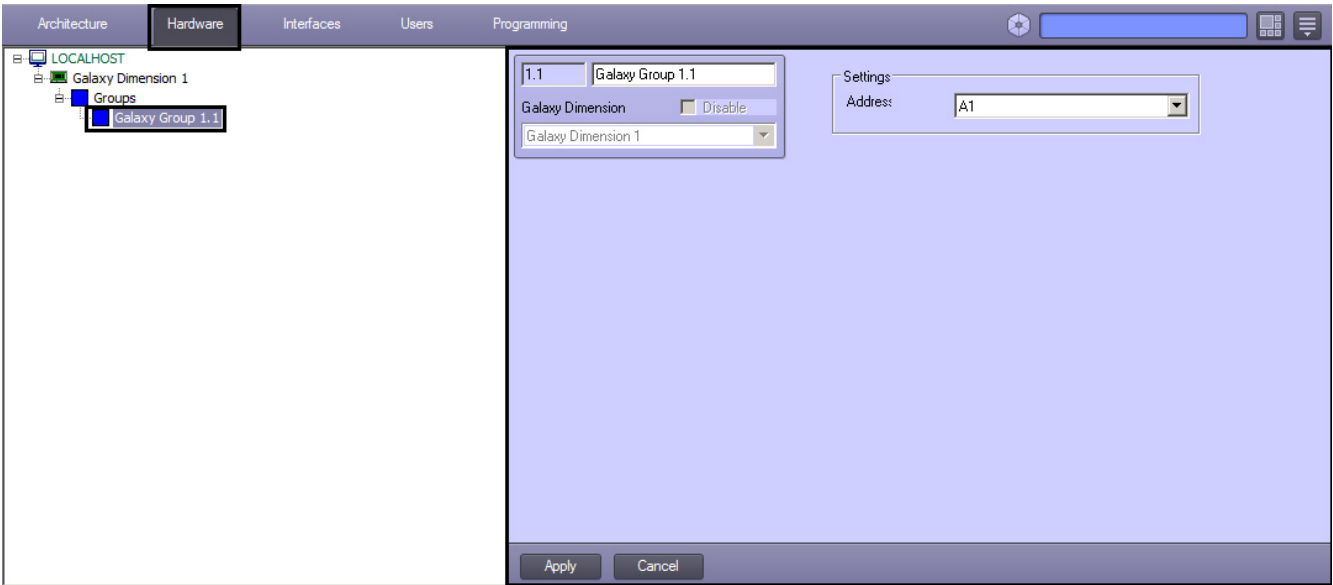 Architecture Hardware Interfaces Users Programming
LOCALHOST
Galaxy Dimension 1
Groups
Galaxy Group 1.1
1.1 Galaxy Group 1.1
Galaxy Dimension Disable
Galaxy Dimension 1
Settings
Address A1
Apply Cancel